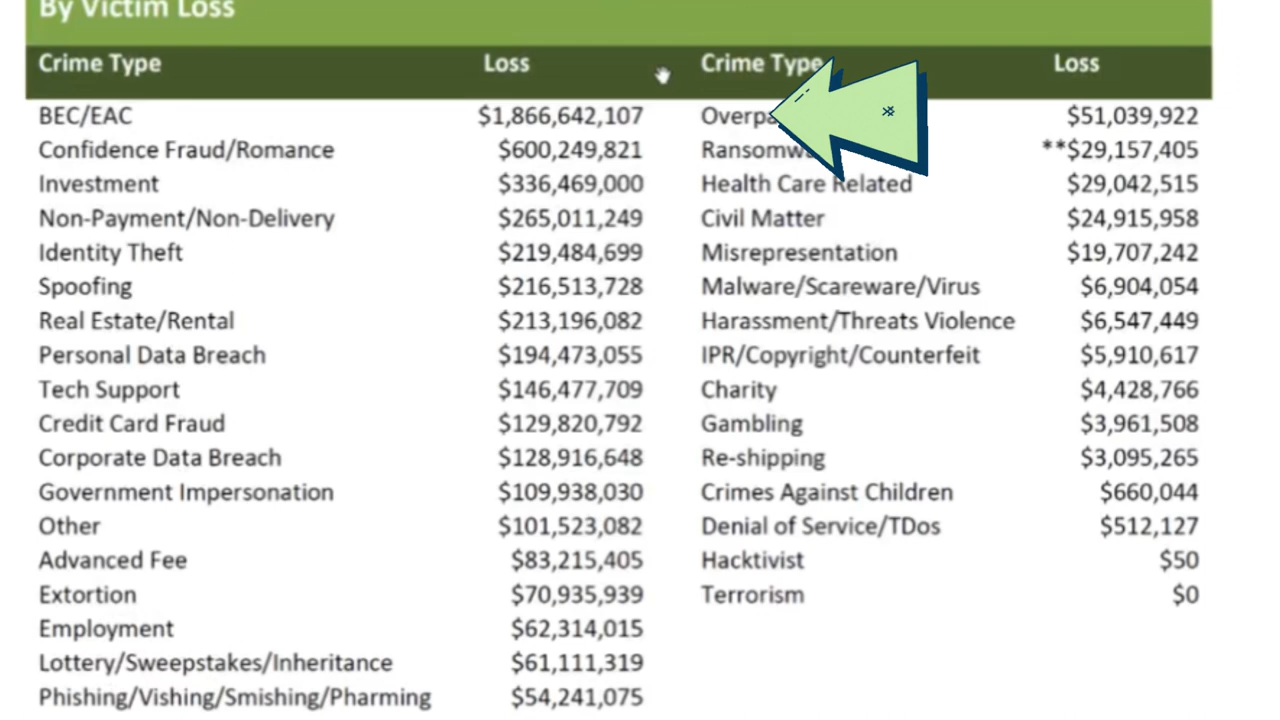 By Victim Loss
Crime Type Loss Crime Type Loss
BEC/EAC $1,866,642,107 $51,039,922
Confidence Fraud/Romance $600,249,821 **$29,157,405
Investment $336,469,000 Health Care Related $29,042,515
Non-Payment/Non-Delivery $265,011,249 Civil Matter $24,915,958
Identity Theft $219,484,699 Misrepresentation $19,707,242
Spoofing $216,513,728 Malware/Scareware/Virus $6,904,054
Real Estate/Rental $213,196,082 Harassment/Threats Violence $6,547,449
Personal Data Breach $194,473,055 IPR/Copyright/Counterfeit $5,910,617
Tech Support $146,477,709 Charity $4,428,766
Credit Card Fraud $129,820,792 Gambling $3,961,508
Corporate Data Breach $128,916,648 Re-shipping $3,095,265
Government Impersonation $109,938,030 Crimes Against Children $660,044
Other $101,523,082 Denial of Service/TDos $512,127
Advanced Fee $83,215,405 Hacktivist $50
Extortion $70,935,939 Terrorism $0
Employment $62,314,015
Lottery/Sweepstakes/Inheritance $61,111,319
Phishing/Vishing/Smishing/Pharming $54,241,075